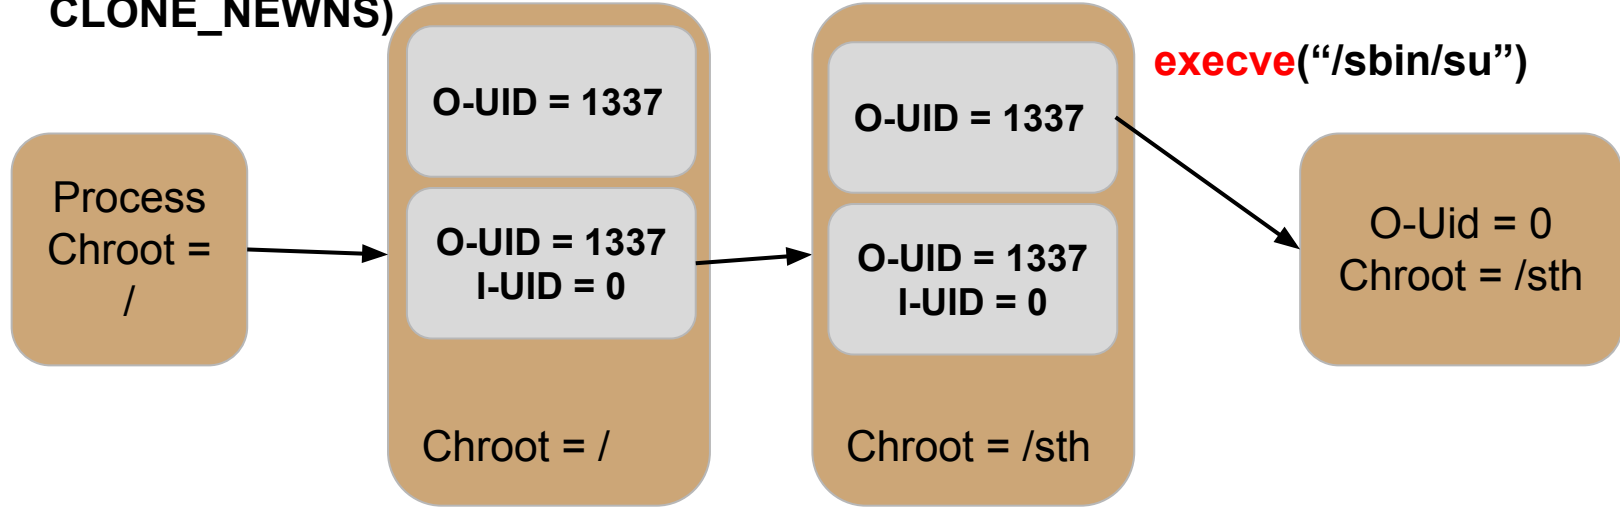 CLONE_NEWNS)
Process
Chroot =
/
O-UID = 1337
O-UID = 1337
I-UID = 0
Chroot = /
O-UID = 1337
O-UID = 1337
I-UID = 0
Chroot = /sth
execve(“/sbin/su”)
O-Uid = 0
Chroot = /sth